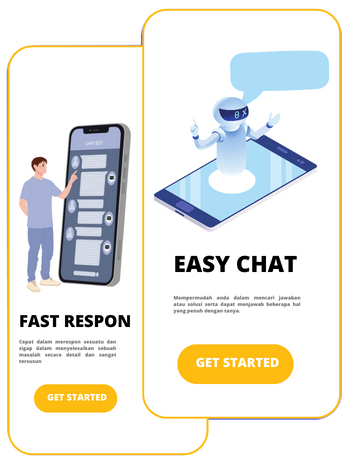 CHAT BOT
FAST RESPON
Cepat dalam merespon sesuatu dan
sigap dalam menyelesaikan sebuah
masalah secara detail dan sangat
tersusun
GET STARTED
EASY CHAT
Mempermudah anda dalam mencari jawaban
atau solusi serta dapat menjawab beberapa hal
yang penuh dengan tanya.
GET STARTED